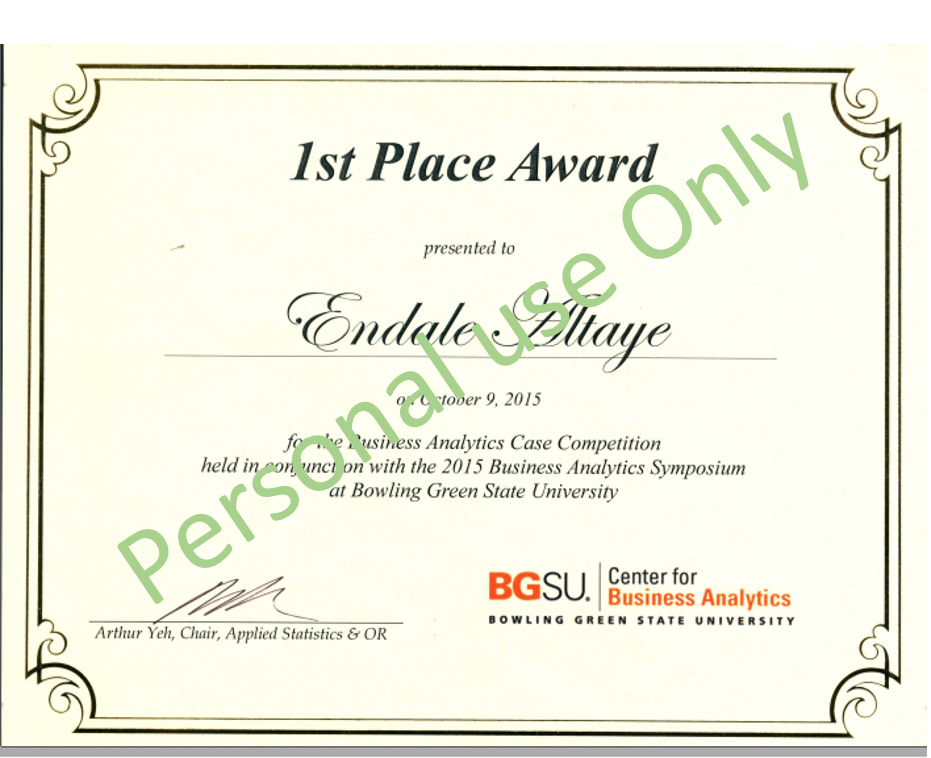 1st Place Award
presented to
Endale Altaye
on October 9, 2015
for the Business Analytics Case Competition
held in conjunction with the 2015 Business Analytics Symposium
at Bowling Green State University
Personal use Only
Arthur Yeh, Chair, Applied Statistics & OR
BGSU. Center for
Business Analytics
BOWLING GREEN STATE UNIVERSITY